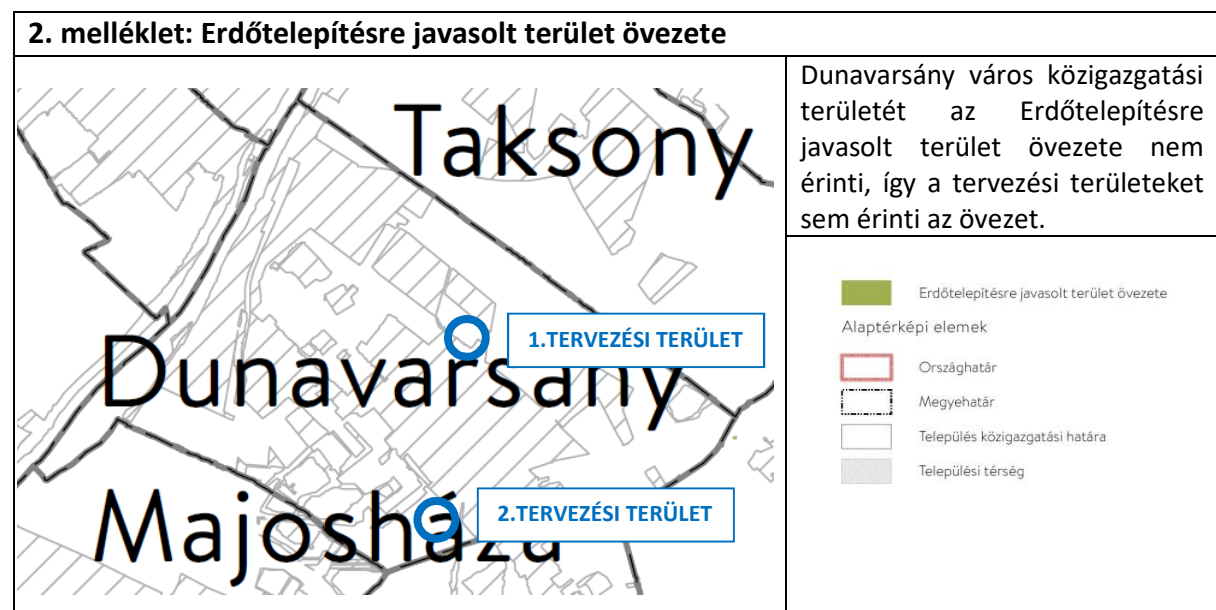 2. melléklet: Erdőtelepítésre javasolt terület övezete
Taksony
Dunavarsány
Majosháza
1.TERVEZÉSI TERÜLET
2.TERVEZÉSI TERÜLET
Dunavarsány város közigazgatási
területét az Erdőtelepítésre
javasolt terület övezete nem
érinti, így a tervezési területeket
sem érinti az övezet.
Erdőtelepítésre javasolt terület övezete
Alaptérképi elemek
Országhatár
Megyehatár
Település közigazgatási határa
Települési térség